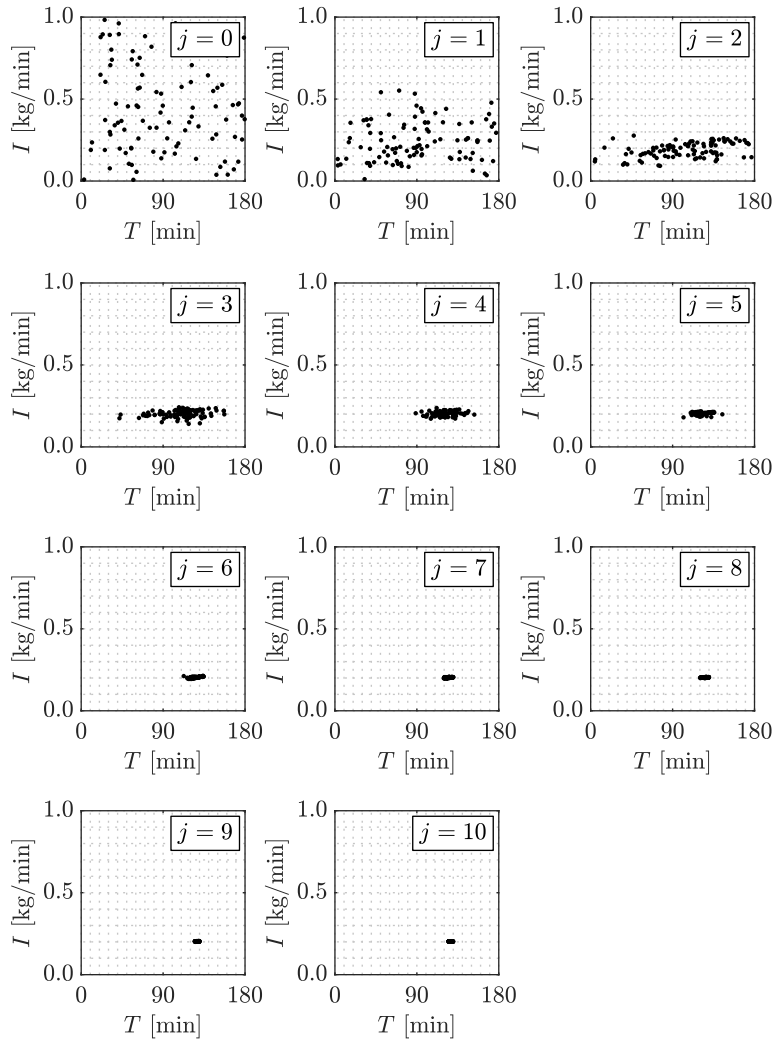 1.0
j = 0
I [kg/min]
0.5
0.0
0 90 180
T [min]
1.0
j = 1
I [kg/min]
0.5
0.0
0 90 180
T [min]
1.0
j = 2
I [kg/min]
0.5
0.0
0 90 180
T [min]
1.0
j = 3
I [kg/min]
0.5
0.0
0 90 180
T [min]
1.0
j = 4
I [kg/min]
0.5
0.0
0 90 180
T [min]
1.0
j = 5
I [kg/min]
0.5
0.0
0 90 180
T [min]
1.0
j = 6
I [kg/min]
0.5
0.0
0 90 180
T [min]
1.0
j = 7
I [kg/min]
0.5
0.0
0 90 180
T [min]
1.0
j = 8
I [kg/min]
0.5
0.0
0 90 180
T [min]
1.0
j = 9
I [kg/min]
0.5
0.0
0 90 180
T [min]
1.0
j = 10
I [kg/min]
0.5
0.0
0 90 180
T [min]